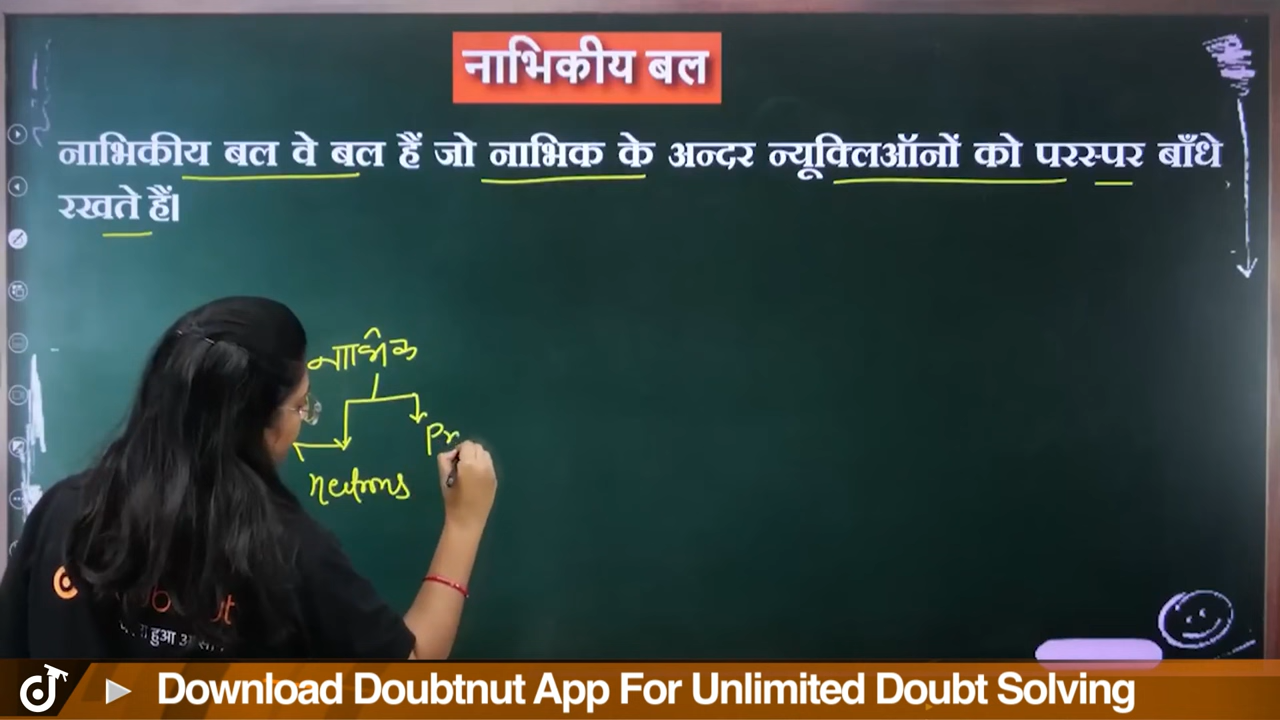 नाभिकीय बल
नाभिकीय बल वे बल हैं जो नाभिक के अन्दर न्यूक्लिऑनों को परस्पर बाँधे
रखते हैं।
नाभिक
Pr
neutrons
हुआ
Download Doubtnut App For Unlimited Doubt Solving